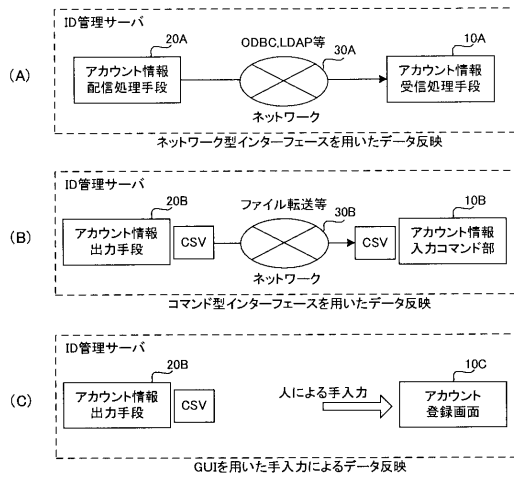 ID管理サーバ
(A)
20A
アカウント情報
配信処理手段
ODBC,LDAP等
30A
ネットワーク
10A
アカウント情報
受信処理手段
ネットワーク型インターフェースを用いたデータ反映
ID管理サーバ
(B)
20B
アカウント情報
出力手段
CSV
ファイル転送等
30B
ネットワーク
CSV
10B
アカウント情報
入力コマンド部
コマンド型インターフェースを用いたデータ反映
ID管理サーバ
(C)
20B
アカウント情報
出力手段
CSV
人による手入力
10C
アカウント
登録画面
GUIを用いた手入力によるデータ反映